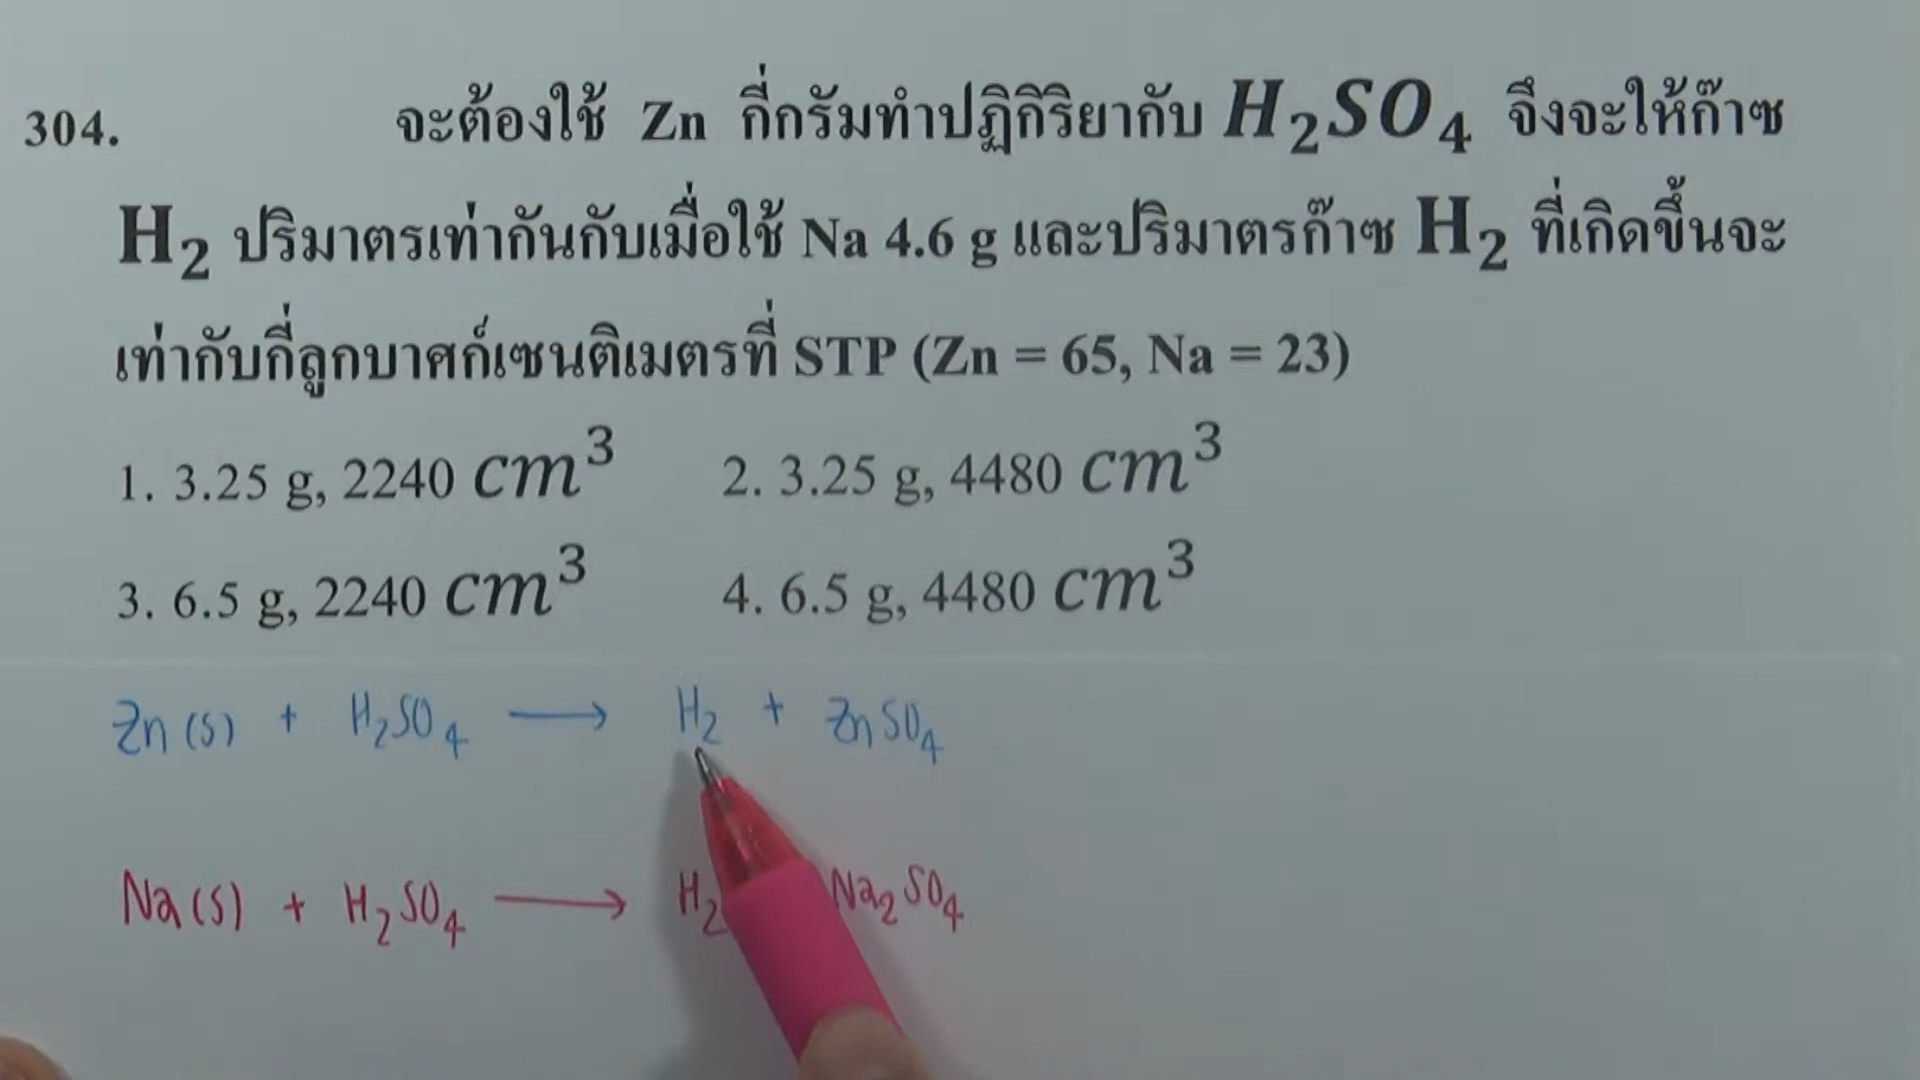 304. จะต้องใช้ Zn กี่กรัมทำปฏิกิริยากับ H₂SO₄ จึงจะให้ก๊าซ
H₂ ปริมาตรเท่ากันกับเมื่อใช้ Na 4.6 g และปริมาตรก๊าซ H₂ ที่เกิดขึ้นจะ
เท่ากับกี่ลูกบาศก์เซนติเมตรที่ STP (Zn = 65, Na = 23)
1. 3.25 g, 2240 cm³ 2. 3.25 g, 4480 cm³
3. 6.5 g, 2240 cm³ 4. 6.5 g, 4480 cm³
Zn (s) + H₂SO₄ → H₂ + ZnSO₄
Na (s) + H₂SO₄ → H₂ Na₂SO₄